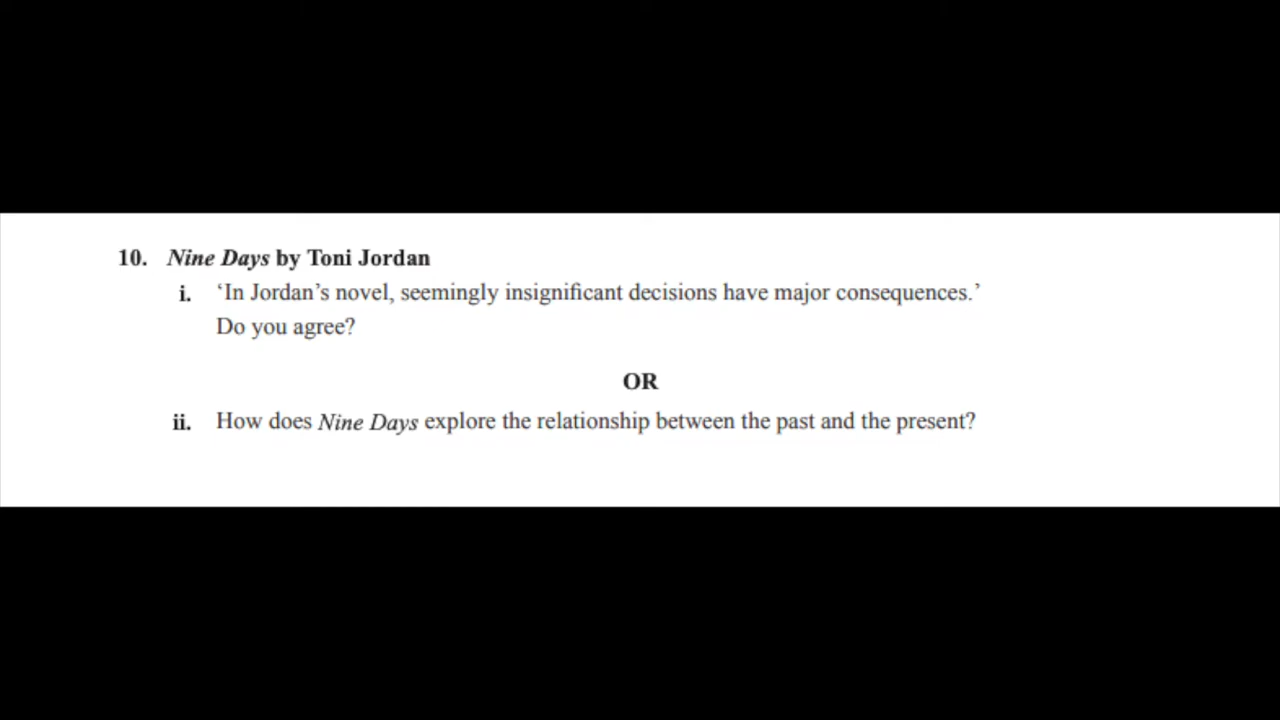 10. Nine Days by Toni Jordan
i. ‘In Jordan’s novel, seemingly insignificant decisions have major consequences.’
Do you agree?
OR
ii. How does Nine Days explore the relationship between the past and the present?